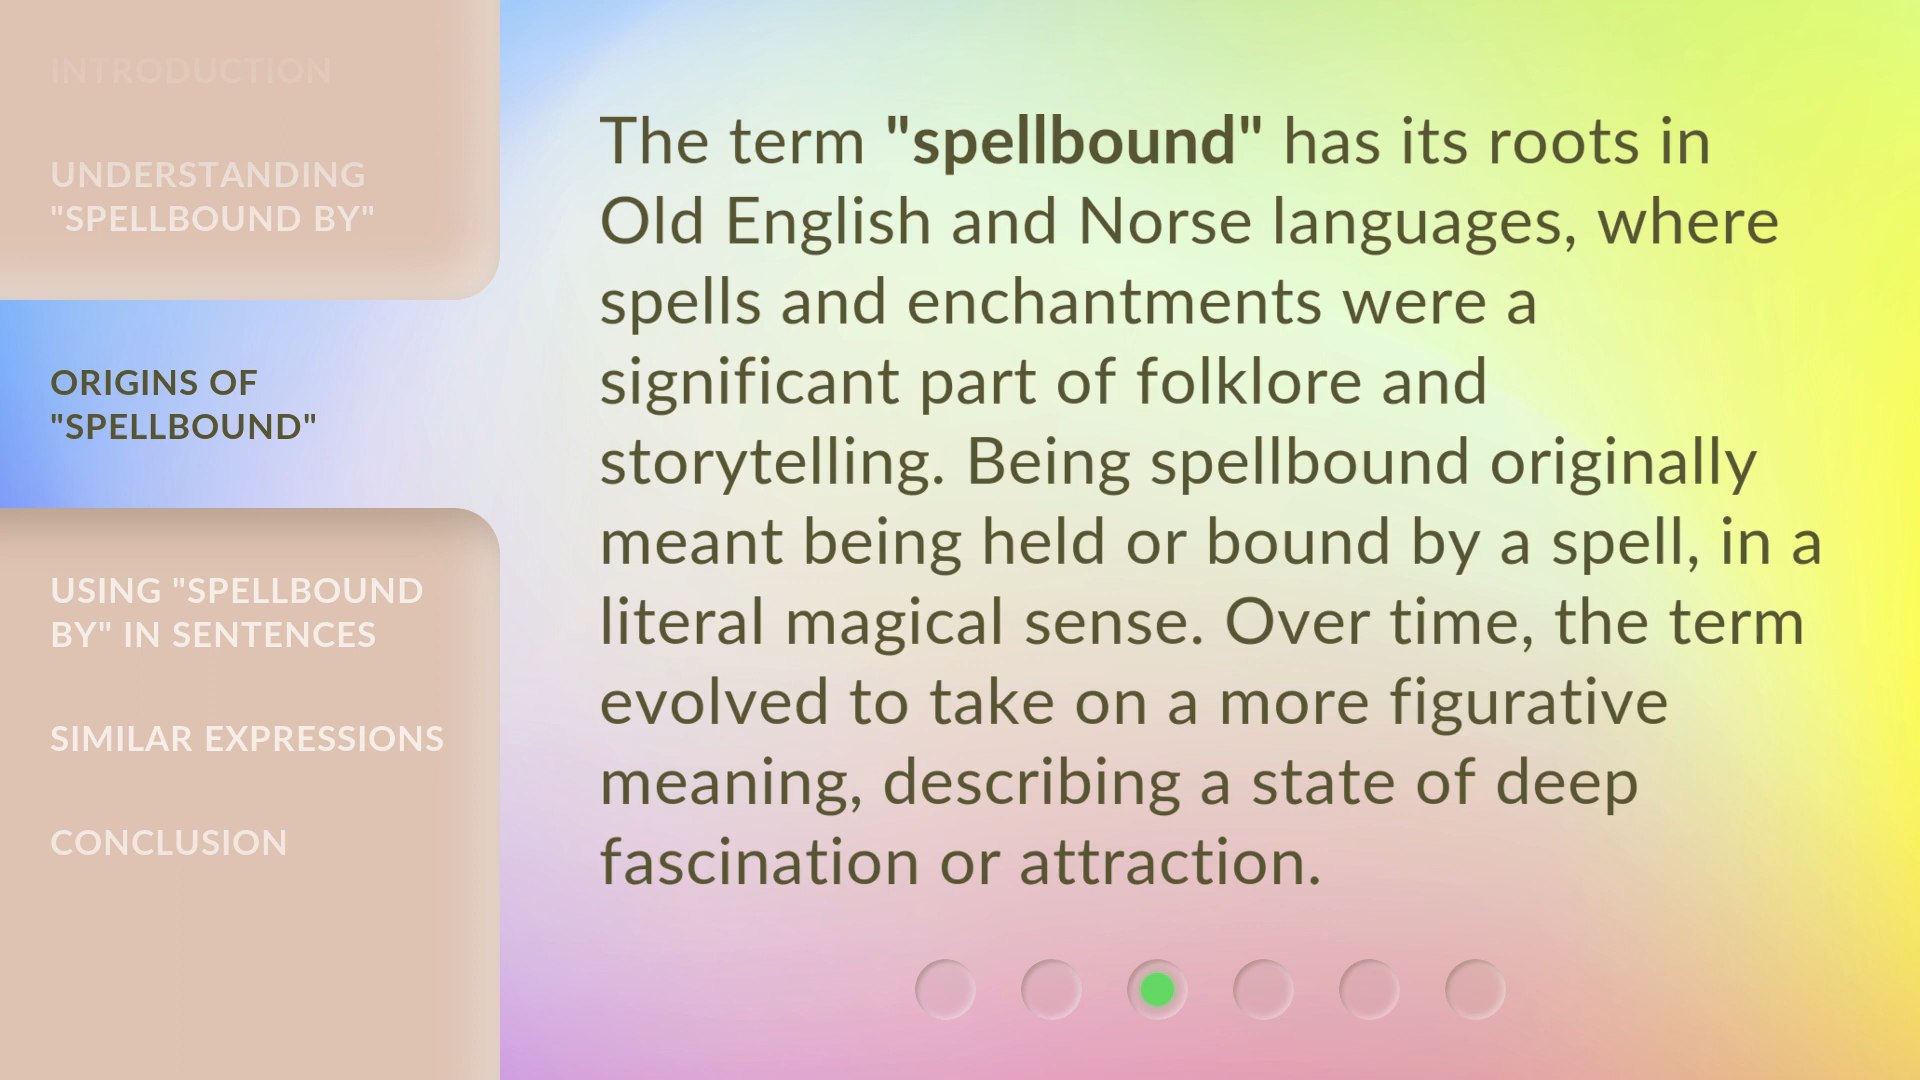 INTRODUCTION
UNDERSTANDING
"SPELLBOUND BY"
ORIGINS OF
"SPELLBOUND"
USING "SPELLBOUND
BY" IN SENTENCES
SIMILAR EXPRESSIONS
CONCLUSION
The term "spellbound" has its roots in
Old English and Norse languages, where
spells and enchantments were a
significant part of folklore and
storytelling. Being spellbound originally
meant being held or bound by a spell, in a
literal magical sense. Over time, the term
evolved to take on a more figurative
meaning, describing a state of deep
fascination or attraction.